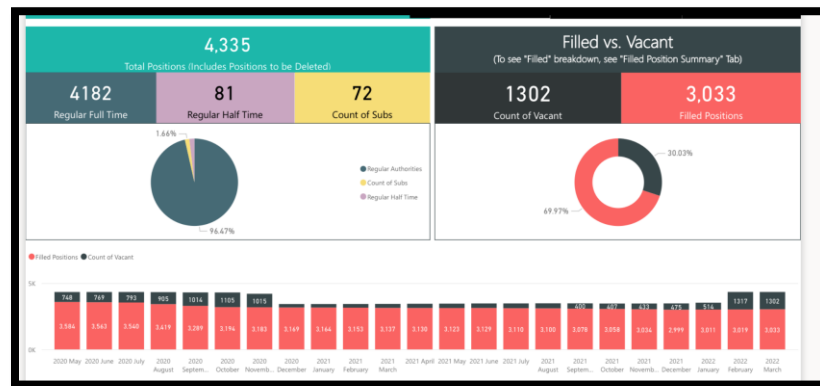 4,335
Total Positions (Includes Positions to be Deleted)
4182
Regular Full Time
81
Regular Half Time
72
Count of Subs
Filled vs. Vacant
(To see "Filled" breakdown, see "Filled Position Summary" Tab)
1302
Count of Vacant
3,033
Filled Positions
1.66%
96.47%
Regular Authorities
Count of Subs
Regular Half Time
30.03%
69.97%
Filled Positions Count of Vacant
5K
748 769 793 905 1014 1105 1015 400 407 433 475 514 1317 1302
3,584 3,563 3,540 3,419 3,289 3,194 3,183 3,169 3,164 3,153 3,137 3,130 3,123 3,129 3,110 3,100 3,078 3,058 3,034 2,999 3,011 3,019 3,033
0K
2020 May 2020 June 2020 July 2020 2020 2020 2020 2020 2021 2021 2021 2021 April 2021 May 2021 June 2021 July 2021 2021 2021 2021 2021 2022 2022 2022
August Septem... October Novemb... December January February March August Septem... October Novemb... December January February March